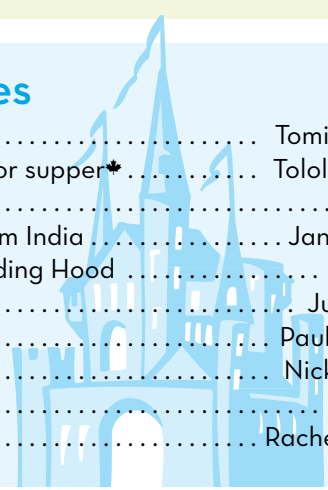 es
.......................... Tomi
or supper🍁............ Tolol
..............................
m India................. Jan
ding Hood ..................
............................. Ju
........................... Paul
........................... Nick
..............................
......................... Rache